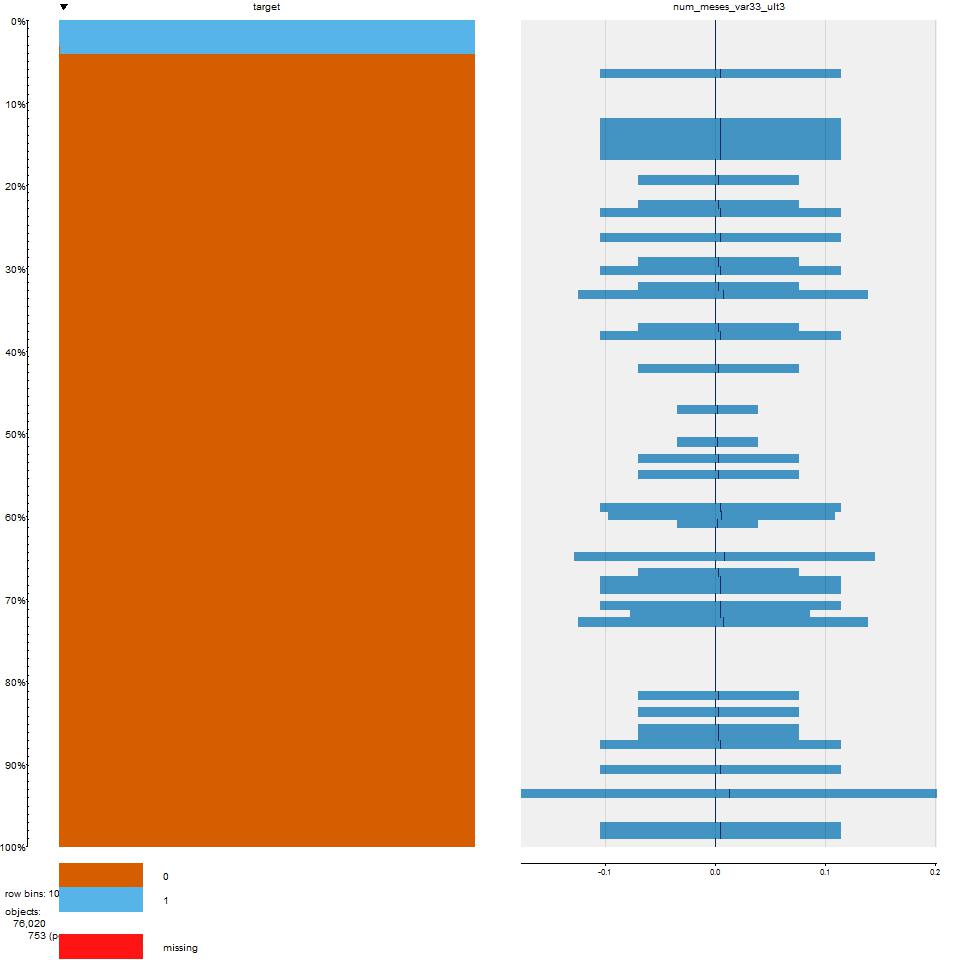 target
num_meses_var33_ult3
0%
10%
20%
30%
40%
50%
60%
70%
80%
90%
100%
-0.1 0.0 0.1 0.2
0
row bins: 10
1
objects:
76,020
753 (p
missing